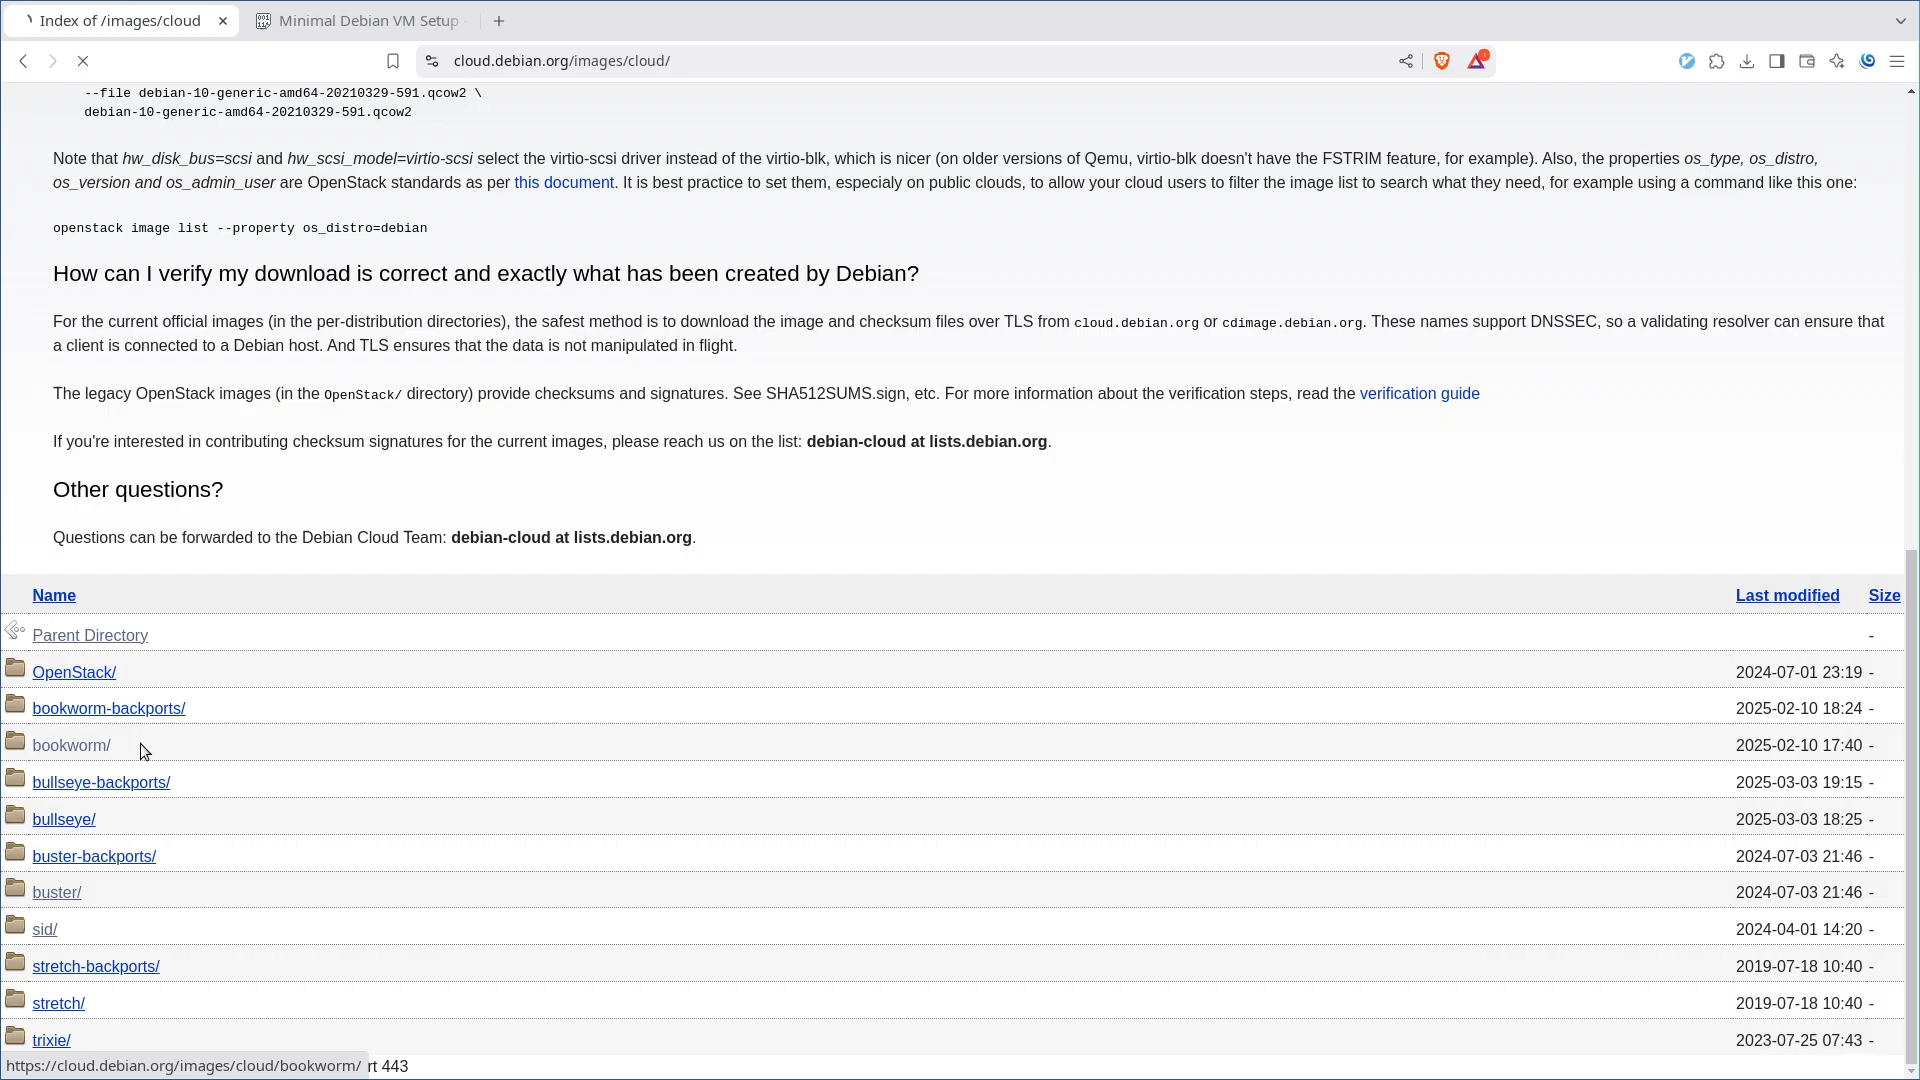 Index of /images/cloud
Minimal Debian VM Setup
cloud.debian.org/images/cloud/
--file debian-10-generic-amd64-20210329-591.qcow2 \
debian-10-generic-amd64-20210329-591.qcow2
Note that hw_disk_bus=scsi and hw_scsi_model=virtio-scsi select the virtio-scsi driver instead of the virtio-blk, which is nicer (on older versions of Qemu, virtio-blk doesn't have the FSTRIM feature, for example). Also, the properties os_type, os_distro,
os_version and os_admin_user are OpenStack standards as per this document. It is best practice to set them, especialy on public clouds, to allow your cloud users to filter the image list to search what they need, for example using a command like this one:
openstack image list --property os_distro=debian
How can I verify my download is correct and exactly what has been created by Debian?
For the current official images (in the per-distribution directories), the safest method is to download the image and checksum files over TLS from cloud.debian.org or cdimage.debian.org. These names support DNSSEC, so a validating resolver can ensure that
a client is connected to a Debian host. And TLS ensures that the data is not manipulated in flight.
The legacy OpenStack images (in the OpenStack/ directory) provide checksums and signatures. See SHA512SUMS.sign, etc. For more information about the verification steps, read the verification guide
If you're interested in contributing checksum signatures for the current images, please reach us on the list: debian-cloud at lists.debian.org.
Other questions?
Questions can be forwarded to the Debian Cloud Team: debian-cloud at lists.debian.org.
Name Last modified Size
Parent Directory -
OpenStack/ 2024-07-01 23:19 -
bookworm-backports/ 2025-02-10 18:24 -
bookworm/ 2025-02-10 17:40 -
bullseye-backports/ 2025-03-03 19:15 -
bullseye/ 2025-03-03 18:25 -
buster-backports/ 2024-07-03 21:46 -
buster/ 2024-07-03 21:46 -
sid/ 2024-04-01 14:20 -
stretch-backports/ 2019-07-18 10:40 -
stretch/ 2019-07-18 10:40 -
trixie/ 2023-07-25 07:43 -
https://cloud.debian.org/images/cloud/bookworm/ rt 443